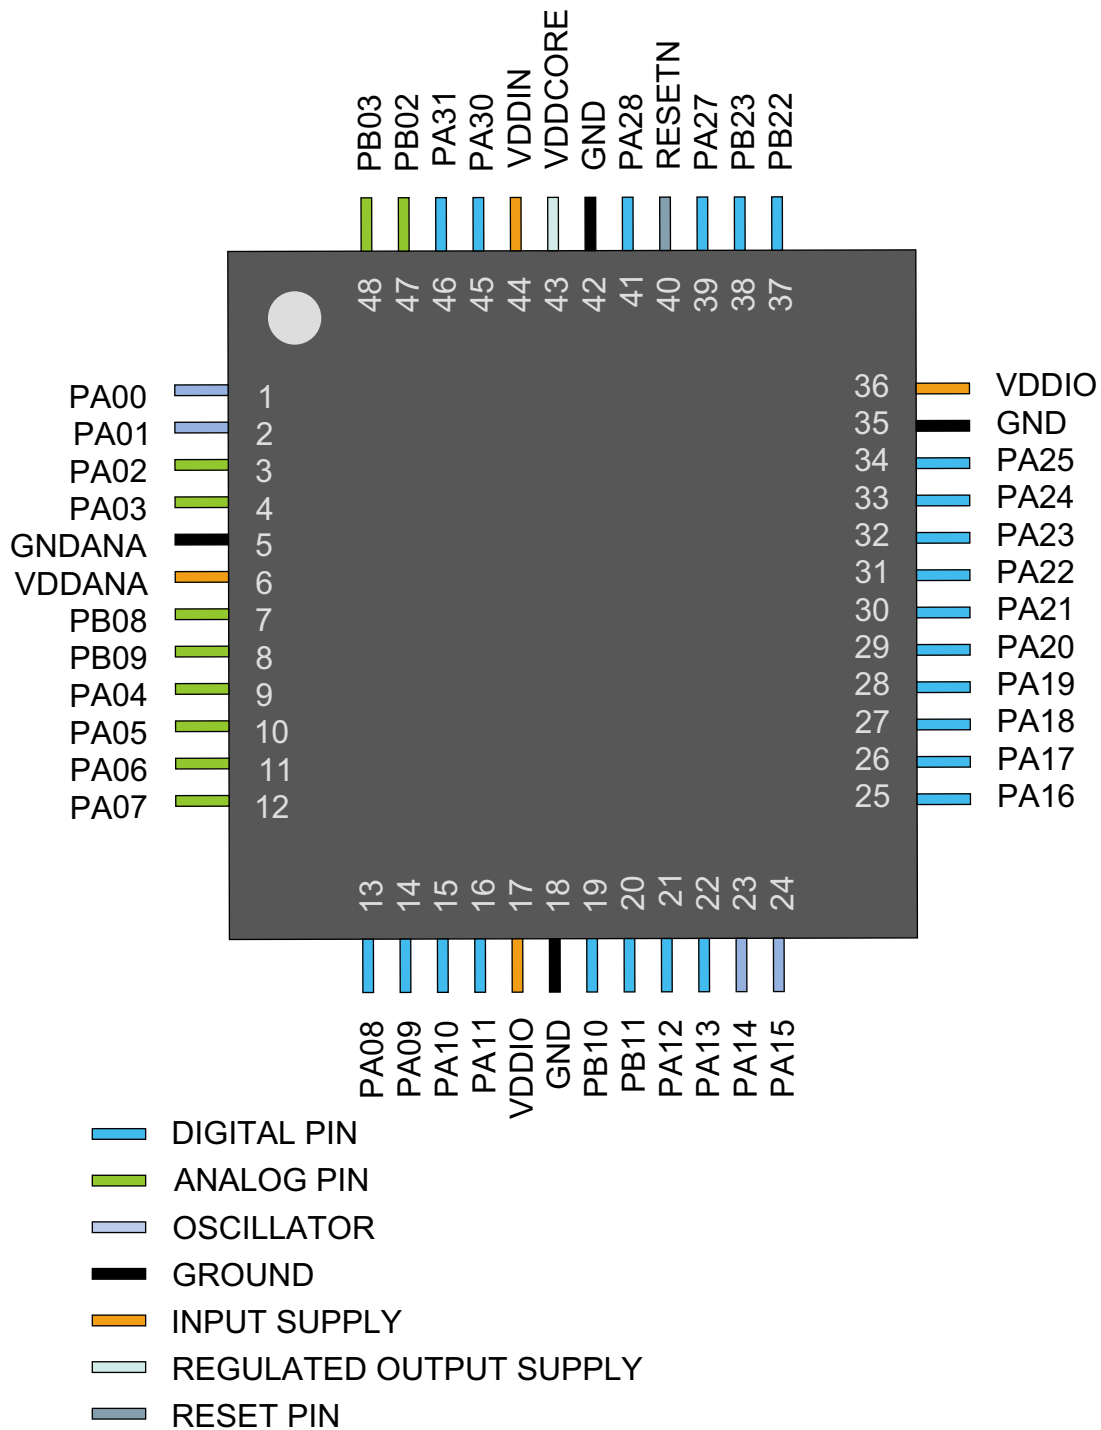 PB03
PB02
PA31
PA30
VDDIN
VDDCORE
GND
PA28
RESETN
PA27
PB23
PB22
48
47
46
45
44
43
42
41
40
39
38
37
PA00 1
PA01 2
PA02 3
PA03 4
GNDANA 5
VDDANA 6
PB08 7
PB09 8
PA04 9
PA05 10
PA06 11
PA07 12
36 VDDIO
35 GND
34 PA25
33 PA24
32 PA23
31 PA22
30 PA21
29 PA20
28 PA19
27 PA18
26 PA17
25 PA16
13
14
15
16
17
18
19
20
21
22
23
24
PA08
PA09
PA10
PA11
VDDIO
GND
PB10
PB11
PA12
PA13
PA14
PA15
DIGITAL PIN
ANALOG PIN
OSCILLATOR
GROUND
INPUT SUPPLY
REGULATED OUTPUT SUPPLY
RESET PIN